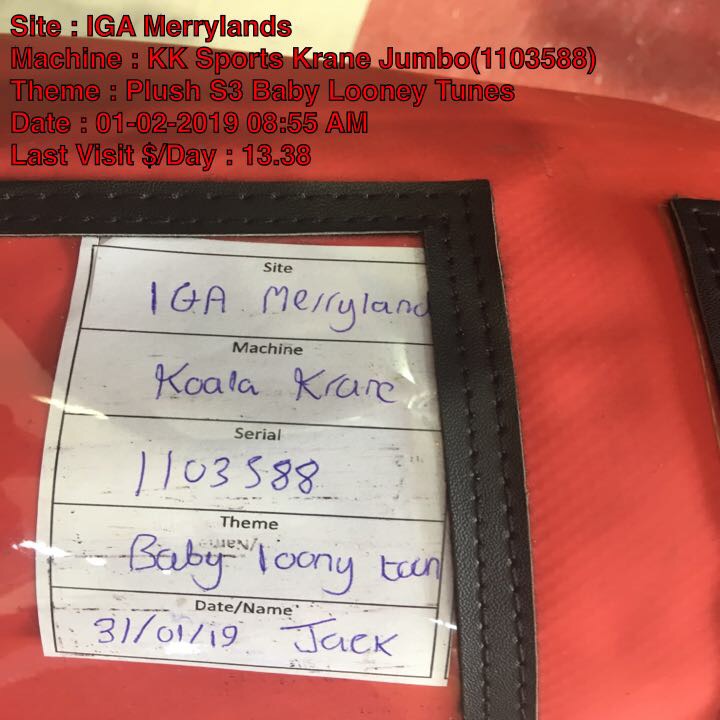 Site : IGA Merrylands
Machine : KK Sports Krane Jumbo(1103588)
Theme : Plush S3 Baby Looney Tunes
Date : 01-02-2019 08:55 AM
Last Visit $/Day : 13.38
Site
IGA Merryland
Machine
Koala Krane
Serial
1103588
Theme
Baby loony toon
Date/Name
31/01/19 Jack